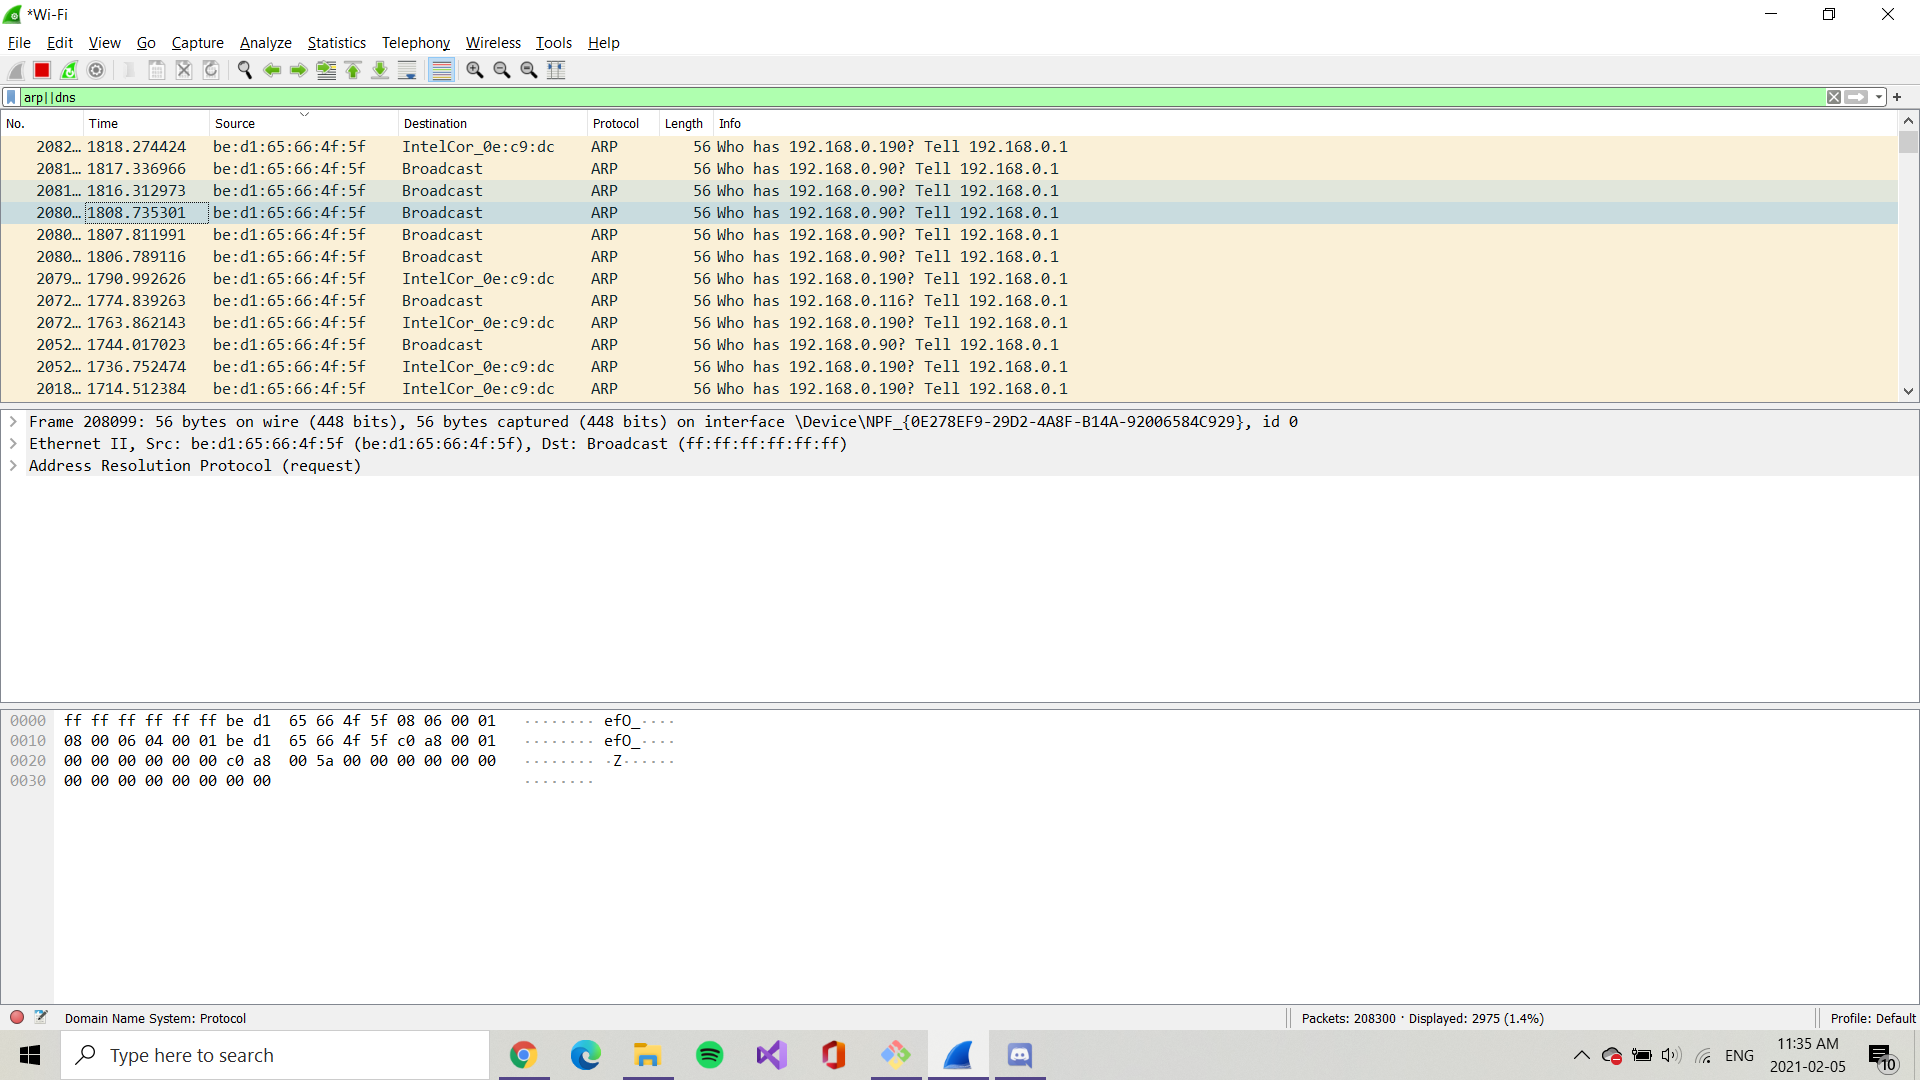 *Wi-Fi
File Edit View Go Capture Analyze Statistics Telephony Wireless Tools Help
arp||dns
No. Time Source Destination Protocol Length Info
2082… 1818.274424 be:d1:65:66:4f:5f IntelCor_0e:c9:dc ARP 56 Who has 192.168.0.190? Tell 192.168.0.1
2081… 1817.336966 be:d1:65:66:4f:5f Broadcast ARP 56 Who has 192.168.0.90? Tell 192.168.0.1
2081… 1816.312973 be:d1:65:66:4f:5f Broadcast ARP 56 Who has 192.168.0.90? Tell 192.168.0.1
2080… 1808.735301 be:d1:65:66:4f:5f Broadcast ARP 56 Who has 192.168.0.90? Tell 192.168.0.1
2080… 1807.811991 be:d1:65:66:4f:5f Broadcast ARP 56 Who has 192.168.0.90? Tell 192.168.0.1
2080… 1806.789116 be:d1:65:66:4f:5f Broadcast ARP 56 Who has 192.168.0.90? Tell 192.168.0.1
2079… 1790.992626 be:d1:65:66:4f:5f IntelCor_0e:c9:dc ARP 56 Who has 192.168.0.190? Tell 192.168.0.1
2072… 1774.839263 be:d1:65:66:4f:5f Broadcast ARP 56 Who has 192.168.0.116? Tell 192.168.0.1
2072… 1763.862143 be:d1:65:66:4f:5f IntelCor_0e:c9:dc ARP 56 Who has 192.168.0.190? Tell 192.168.0.1
2052… 1744.017023 be:d1:65:66:4f:5f Broadcast ARP 56 Who has 192.168.0.90? Tell 192.168.0.1
2052… 1736.752474 be:d1:65:66:4f:5f IntelCor_0e:c9:dc ARP 56 Who has 192.168.0.190? Tell 192.168.0.1
2018… 1714.512384 be:d1:65:66:4f:5f IntelCor_0e:c9:dc ARP 56 Who has 192.168.0.190? Tell 192.168.0.1
Frame 208099: 56 bytes on wire (448 bits), 56 bytes captured (448 bits) on interface \Device\NPF_{0E278EF9-29D2-4A8F-B14A-92006584C929}, id 0
Ethernet II, Src: be:d1:65:66:4f:5f (be:d1:65:66:4f:5f), Dst: Broadcast (ff:ff:ff:ff:ff:ff)
Address Resolution Protocol (request)
0000 ff ff ff ff ff ff be d1 65 66 4f 5f 08 06 00 01 ········ efO_····
0010 08 00 06 04 00 01 be d1 65 66 4f 5f c0 a8 00 01 ········ efO_····
0020 00 00 00 00 00 00 c0 a8 00 5a 00 00 00 00 00 00 ········ ·Z······
0030 00 00 00 00 00 00 00 00 ········
Domain Name System: Protocol
Packets: 208300 · Displayed: 2975 (1.4%)
Profile: Default
Type here to search
ENG
11:35 AM
2021-02-05
10